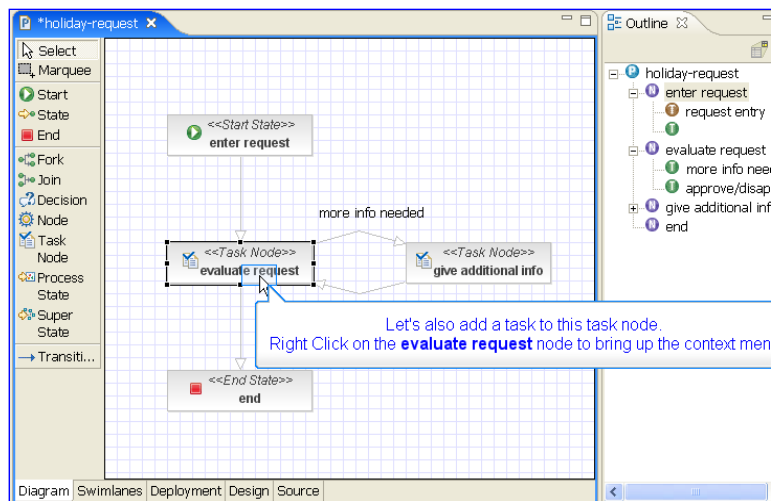 *holiday-request
Outline
Select
Marquee
Start
State
End
Fork
Join
Decision
Node
Task
Node
Process
State
Super
State
Transiti...
<<Start State>>
enter request
more info needed
<<Task Node>>
evaluate request
<<Task Node>>
give additional info
Let's also add a task to this task node.
Right Click on the evaluate request node to bring up the context men
<<End State>>
end
holiday-request
enter request
request entry
evaluate request
more info need
approve/disap
give additional inf
end
Diagram Swimlanes Deployment Design Source